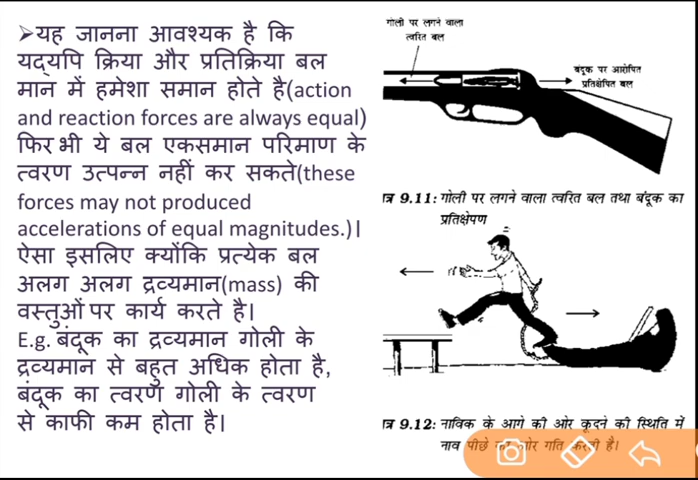 ➤यह जानना आवश्यक है कि
यद्यपि क्रिया और प्रतिक्रिया बल
मान में हमेशा समान होते है(action
and reaction forces are always equal)
फिर भी ये बल एकसमान परिमाण के
त्वरण उत्पन्न नहीं कर सकते(these
forces may not produced
accelerations of equal magnitudes.)|
ऐसा इसलिए क्योंकि प्रत्येक बल
अलग अलग द्रव्यमान(mass) की
वस्तुओं पर कार्य करते है।
E.g. बंदूक का द्रव्यमान गोली के
द्रव्यमान से बहुत अधिक होता है,
बंदूक का त्वरण गोली के त्वरण
से काफी कम होता है।
गोली पर लगने वाला
त्वरित बल
बंदूक पर आरोपित
प्रतिक्षेपित बल
त्र 9.11: गोली पर लगने वाला त्वरित बल तथा बंदूक का
प्रतिक्षेपण
त्र 9.12: नाविक के आगे की ओर कूदने की स्थिति में
नाव पीछे की ओर गति करती है।